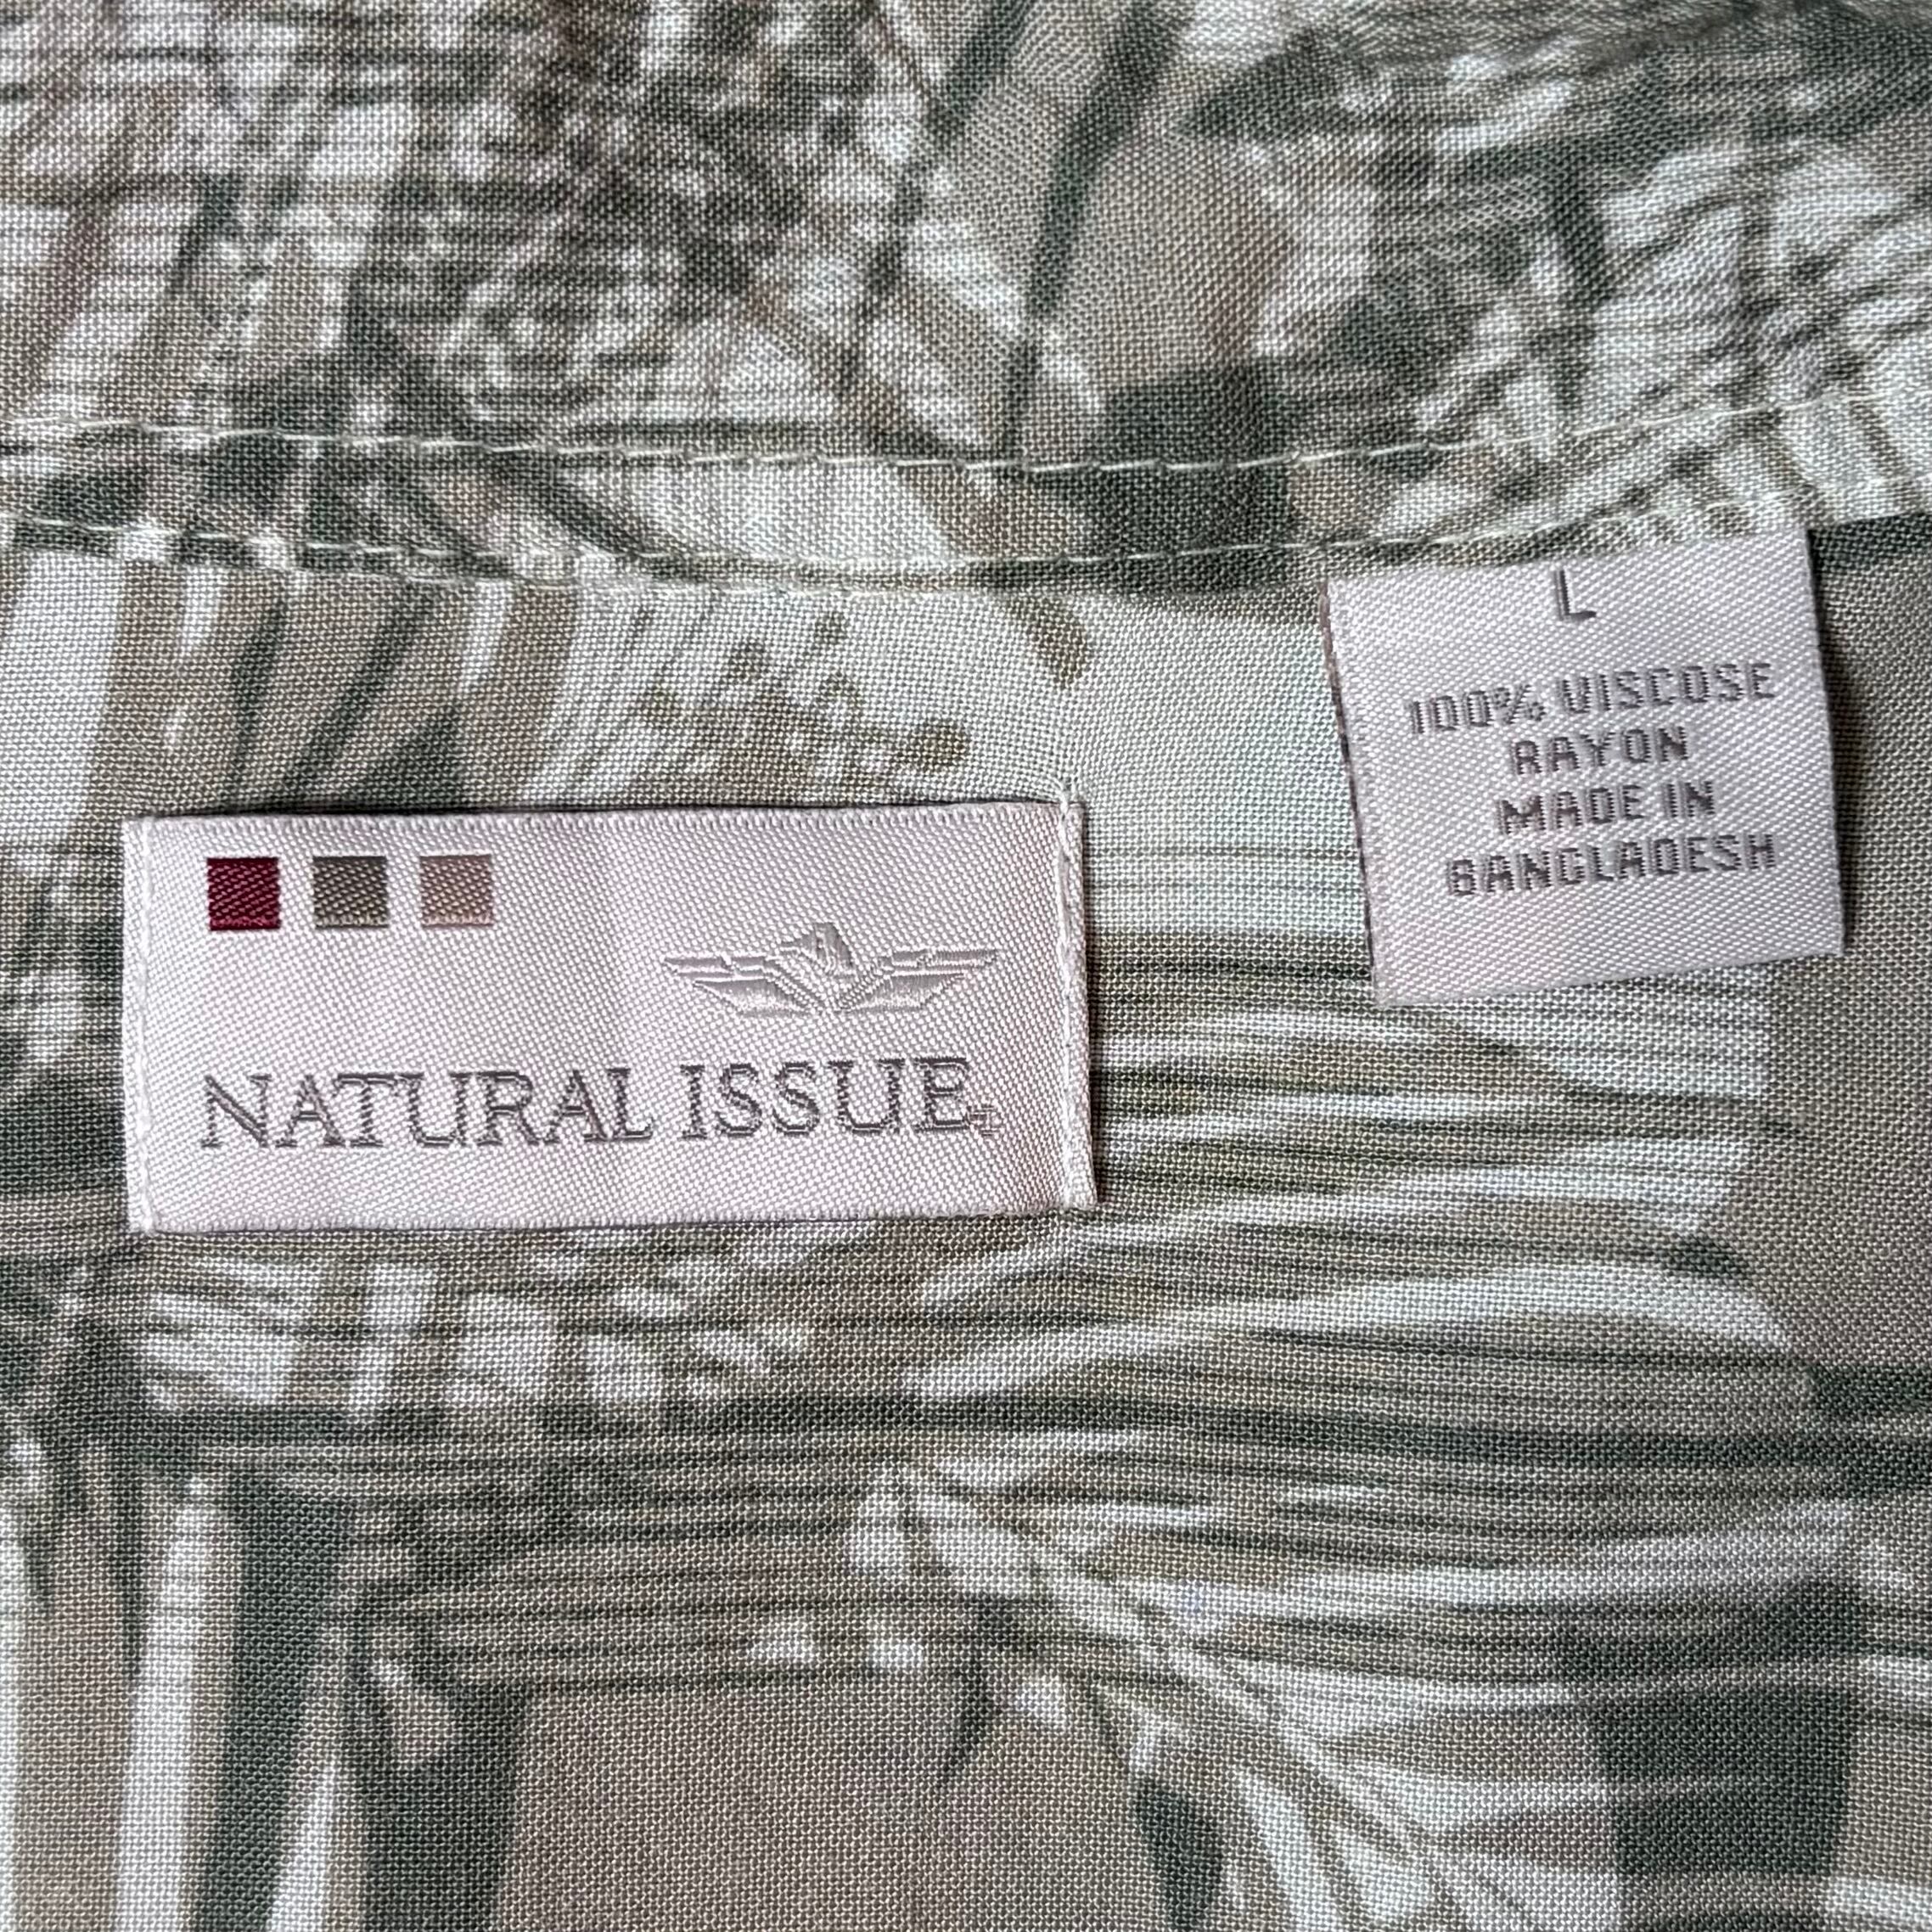 L
100% VISCOSE
RAYON
MADE IN
BANGLADESH
NATURAL ISSUE